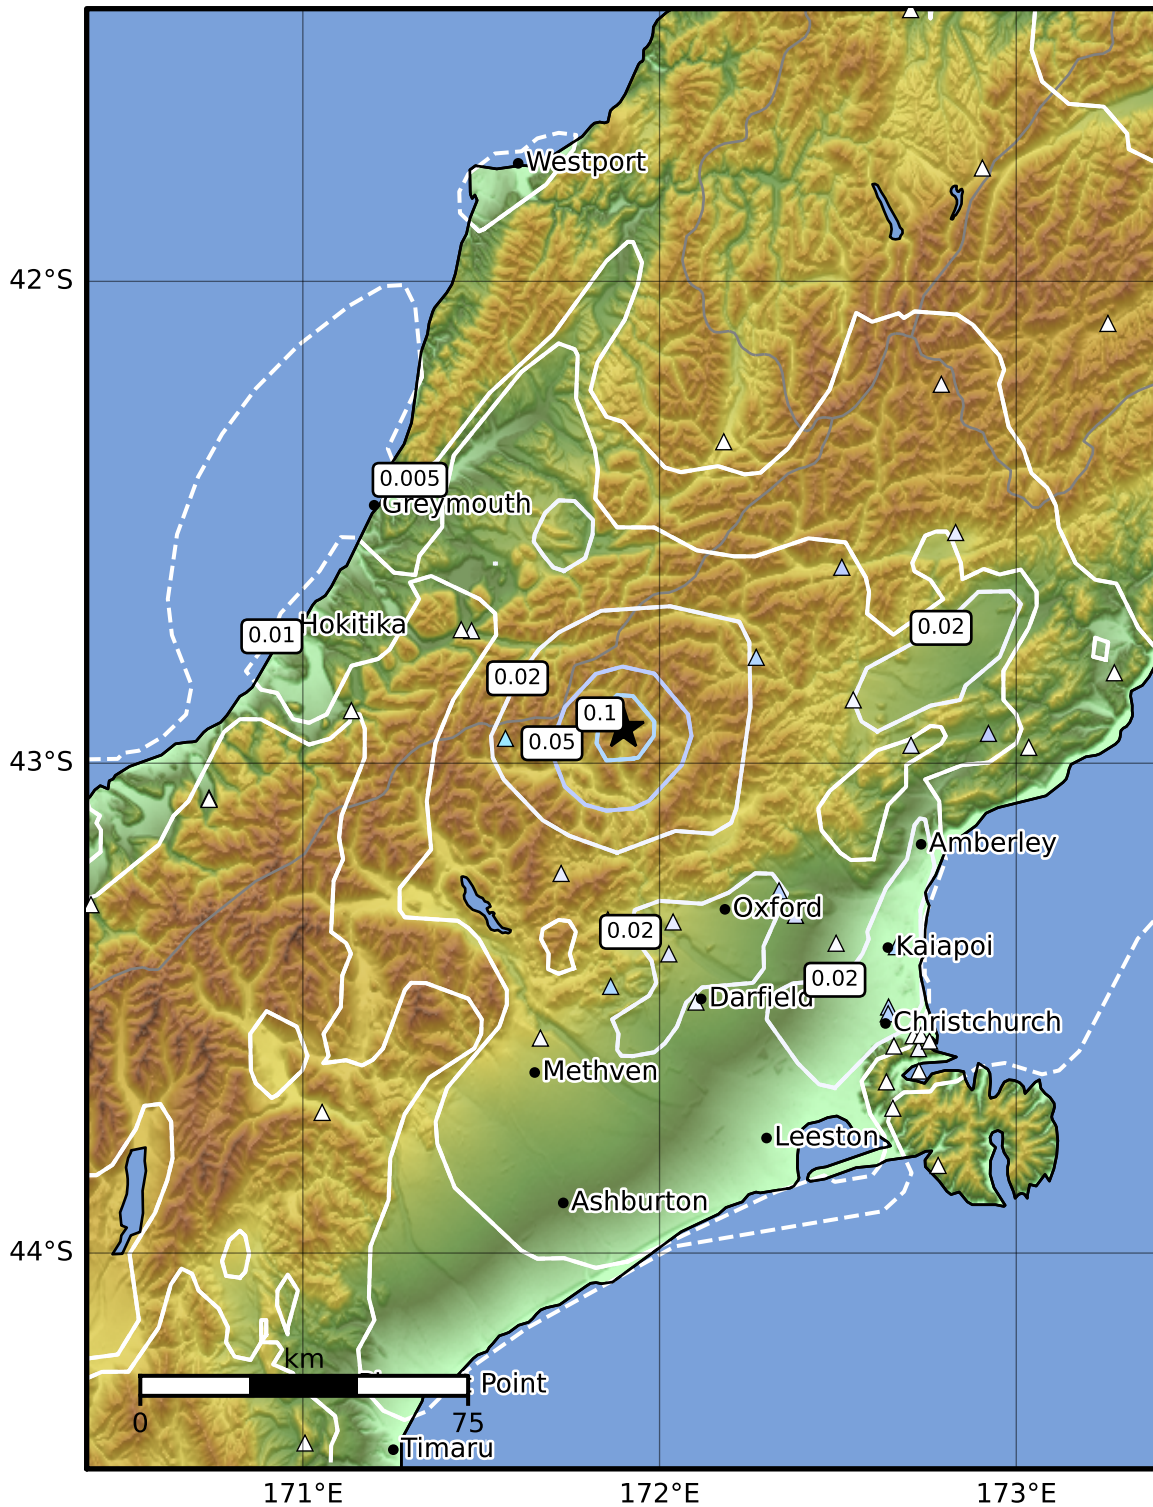 Westport
42°S
0.005
Greymouth
0.01
Hokitika
0.02
0.02
0.1
0.05
43°S
Amberley
Oxford
0.02
Kaiapoi
0.02
Darfield
Christchurch
Methven
Leeston
Ashburton
44°S
km
Point
0
75
Timaru
171°E
172°E
173°E